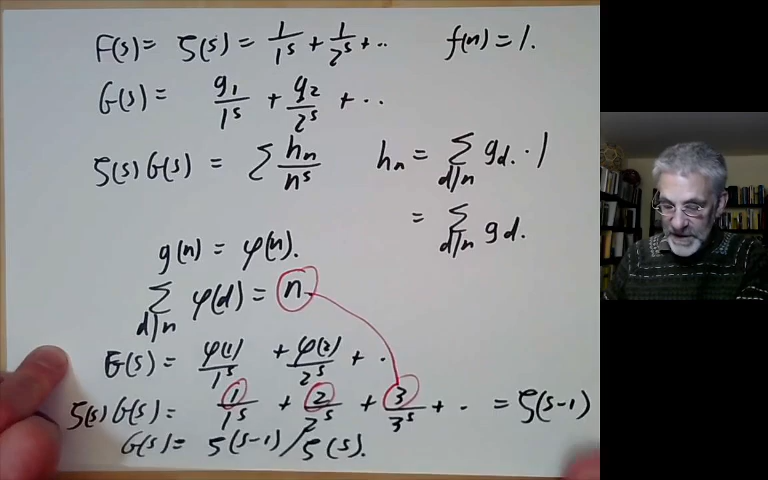 F(s) = ζ(s) = 1/1^s + 1/2^s + ·· f(n) = 1.
G(s) = g_1/1^s + g_2/2^s + ···
ζ(s) G(s) = Σ h_n/n^s h_n = Σ_{d|n} g_d · 1
= Σ_{d|n} g_d.
g(n) = φ(n).
Σ_{d|n} φ(d) = n
G(s) = φ(1)/1^s + φ(2)/2^s + ·
ζ(s) G(s) = 1/1^s + 2/2^s + 3/3^s + ·· = ζ(s-1)
G(s) = ζ(s-1) / ζ(s).